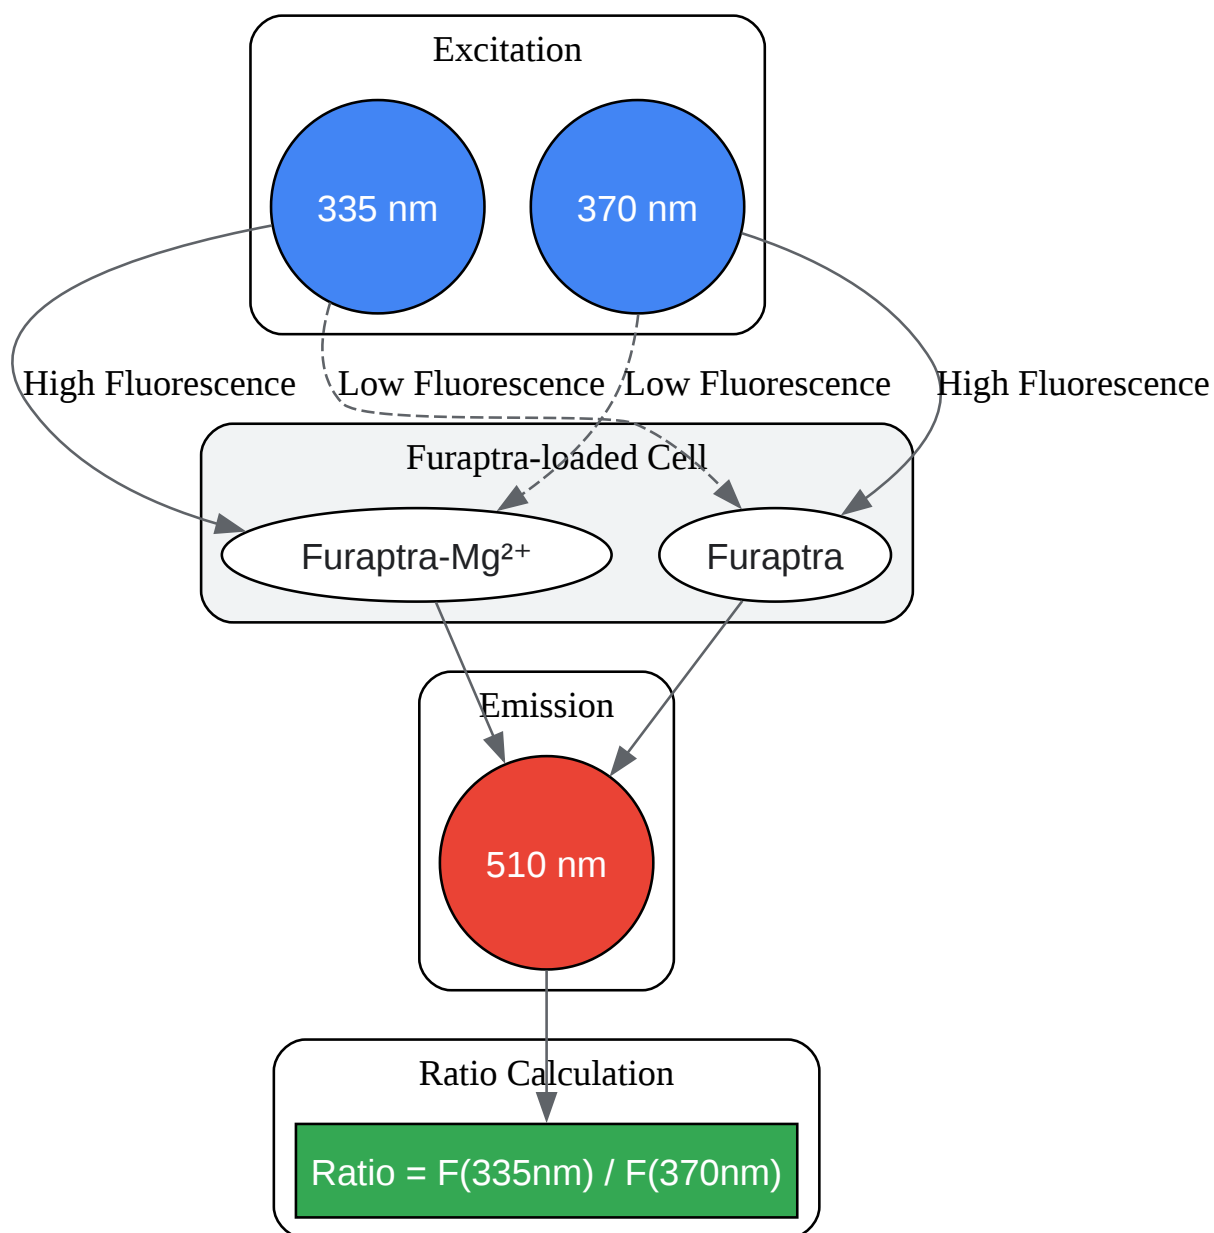 Excitation
335 nm
370 nm
High Fluorescence
Low Fluorescence
Low Fluorescence
High Fluorescence
Furaptra-loaded Cell
Furaptra-Mg²⁺
Furaptra
Emission
510 nm
Ratio Calculation
Ratio = F(335nm) / F(370nm)